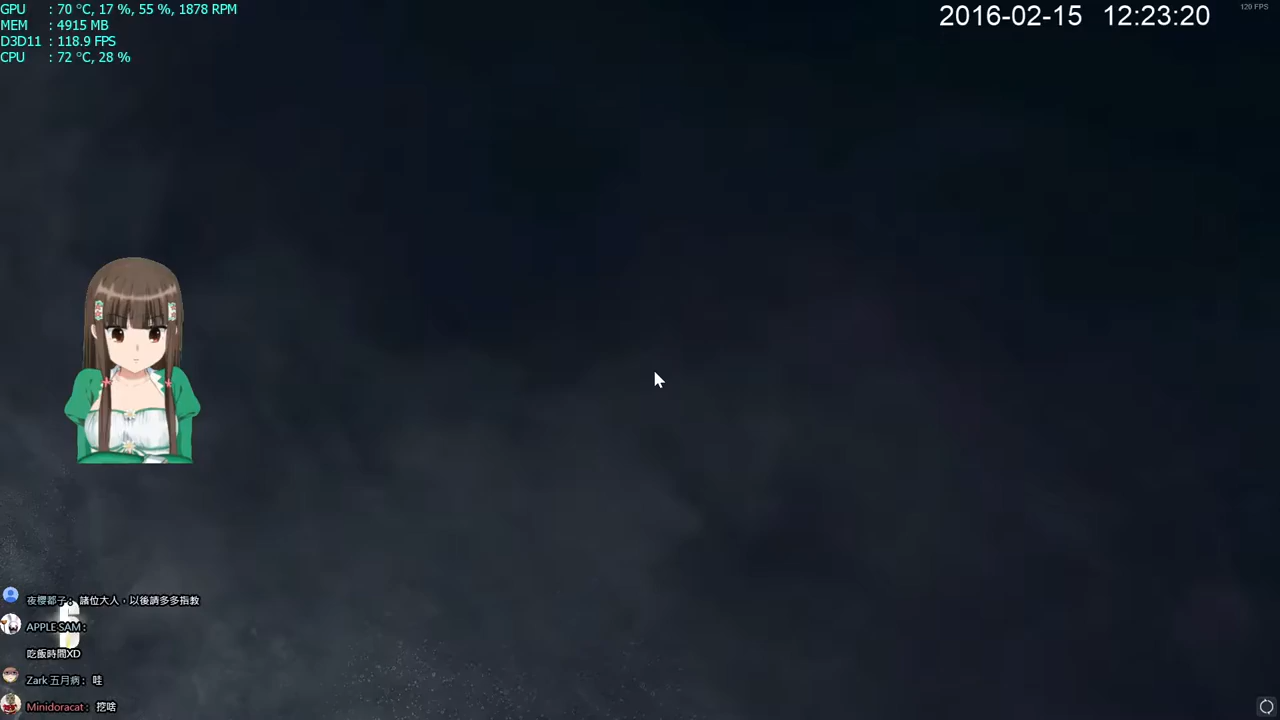 GPU : 70 °C, 17 %, 55 %, 1878 RPM
MEM : 4915 MB
D3D11 : 118.9 FPS
CPU : 72 °C, 28 %
2016-02-15 12:23:20
120 FPS
夜櫻都子: 諸位大人，以後請多多指教
APPLE SAM:
吃飯時間XD
Zark 五月病: 哇
Minidoracat: 挖啥